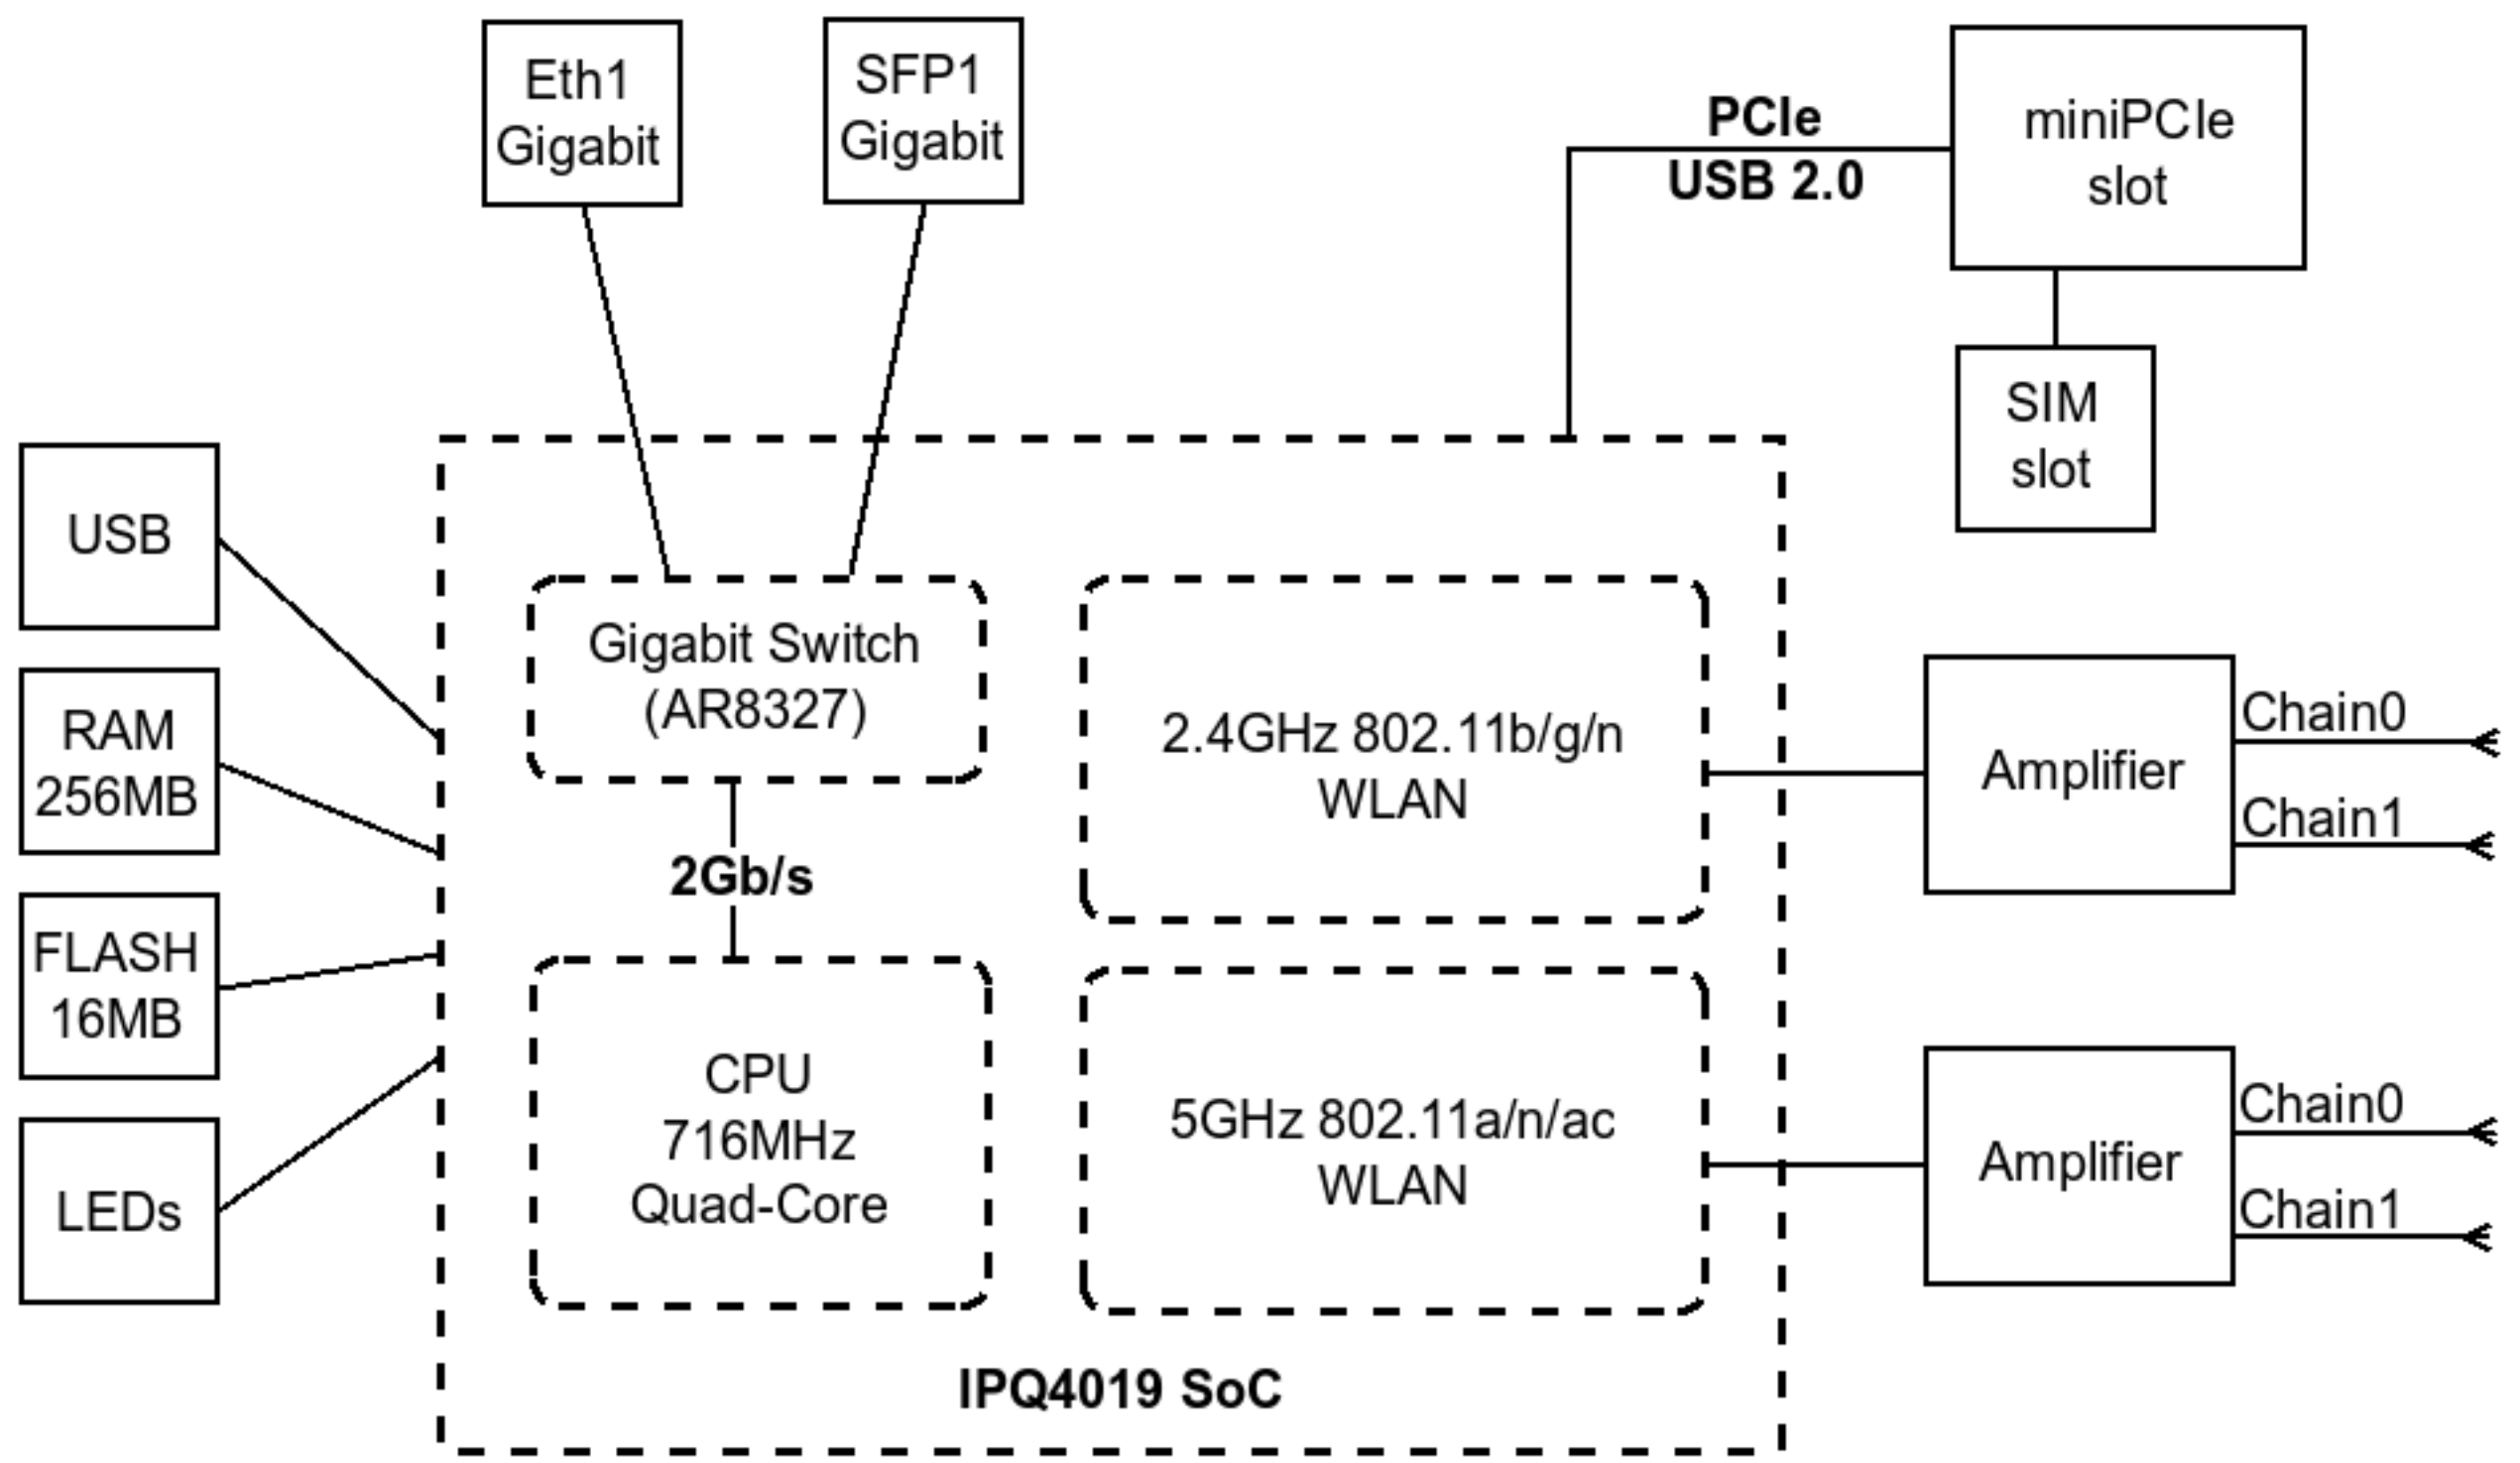 Eth1
Gigabit
SFP1
Gigabit
PCIe
USB 2.0
miniPCIe
slot
SIM
slot
USB
RAM
256MB
FLASH
16MB
LEDs
Gigabit Switch
(AR8327)
2Gb/s
CPU
716MHz
Quad-Core
2.4GHz 802.11b/g/n
WLAN
5GHz 802.11a/n/ac
WLAN
IPQ4019 SoC
Amplifier
Chain0
Chain1
Amplifier
Chain0
Chain1